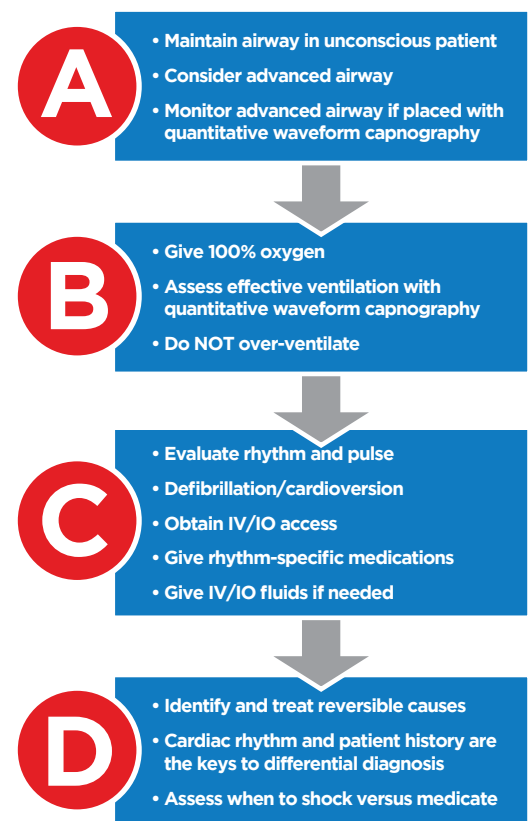 A
• Maintain airway in unconscious patient
• Consider advanced airway
• Monitor advanced airway if placed with
quantitative waveform capnography
B
• Give 100% oxygen
• Assess effective ventilation with
quantitative waveform capnography
• Do NOT over-ventilate
C
• Evaluate rhythm and pulse
• Defibrillation/cardioversion
• Obtain IV/IO access
• Give rhythm-specific medications
• Give IV/IO fluids if needed
D
• Identify and treat reversible causes
• Cardiac rhythm and patient history are
the keys to differential diagnosis
• Assess when to shock versus medicate